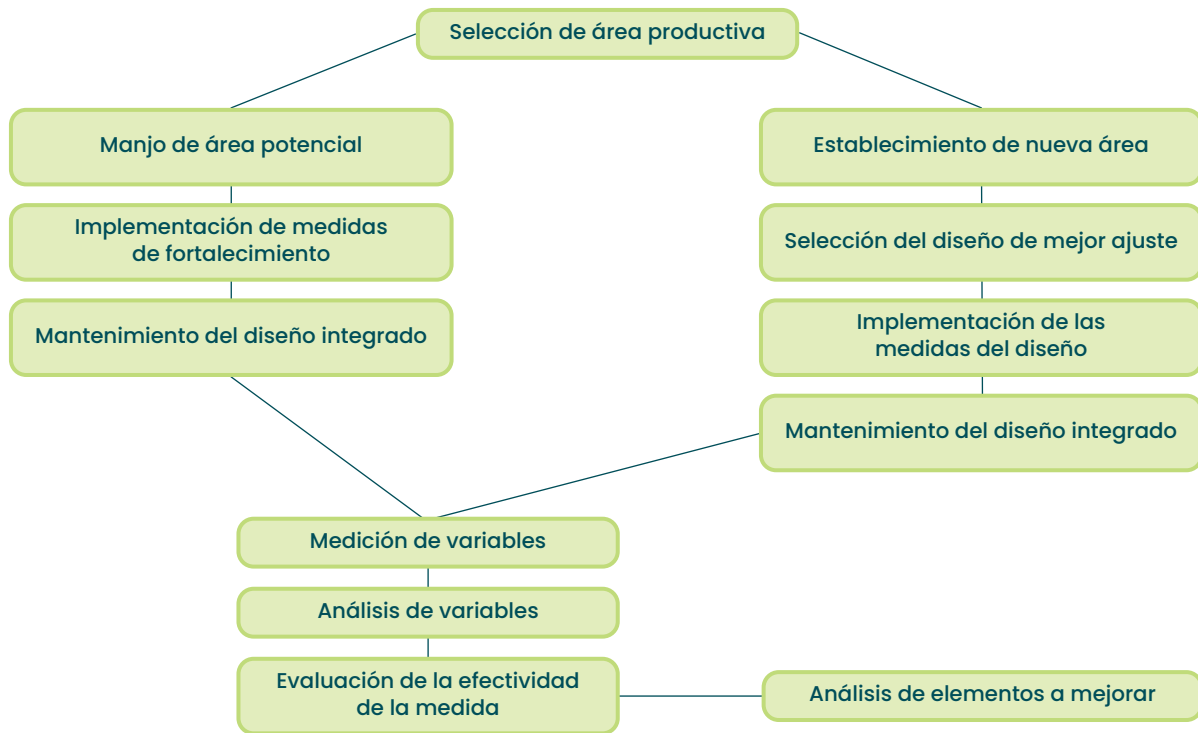 Selección de área productiva
Manjo de área potencial
Implementación de medidas
de fortalecimiento
Mantenimiento del diseño integrado
Establecimiento de nueva área
Selección del diseño de mejor ajuste
Implementación de las
medidas del diseño
Mantenimiento del diseño integrado
Medición de variables
Análisis de variables
Evaluación de la efectividad
de la medida
Análisis de elementos a mejorar